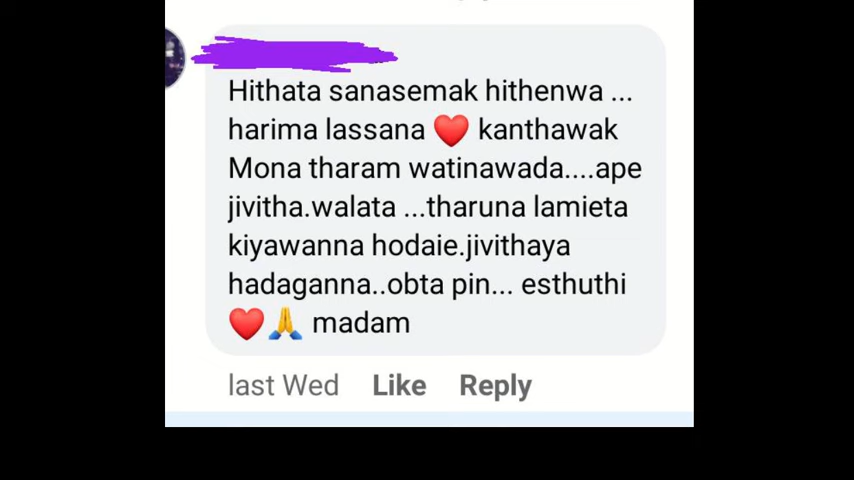 Hithata sanasemak hithenwa ...
harima lassana ❤️ kanthawak
Mona tharam watinawada....ape
jivitha.walata ...tharuna lamieta
kiyawanna hodaie.jivithaya
hadaganna..obta pin... esthuthi
❤️🙏 madam
last Wed Like Reply